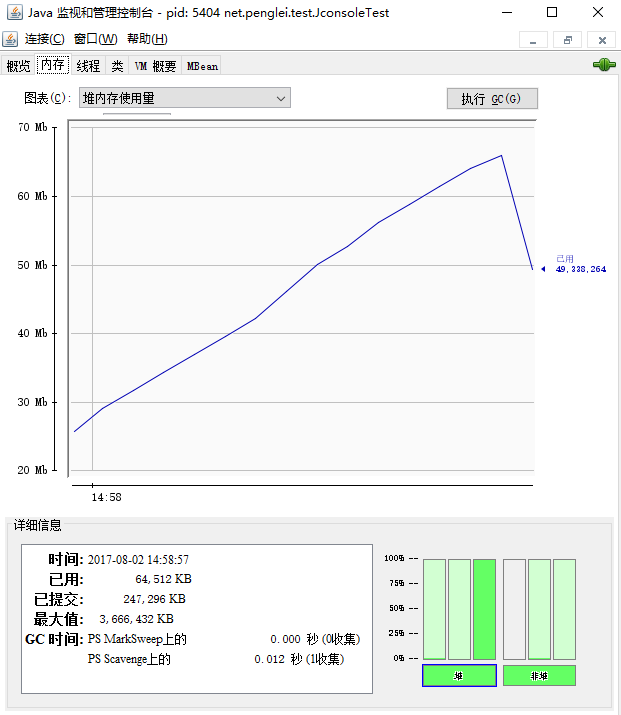 Java 监视和管理控制台 - pid: 5404 net.penglei.test.JconsoleTest
连接(C) 窗口(W) 帮助(H)
概览 内存 线程 类 VM 概要 MBean
图表(C): 堆内存使用量 执行 GC(G)
70 Mb
60 Mb
50 Mb
40 Mb
30 Mb
20 Mb
已用
49,338,264
14:58
详细信息
时间: 2017-08-02 14:58:57
已用: 64,512 KB
已提交: 247,296 KB
最大值: 3,666,432 KB
GC 时间: PS MarkSweep上的 0.000 秒 (0收集)
PS Scavenge上的 0.012 秒 (1收集)
100% --
75% --
50% --
25% --
0% --
堆 非堆